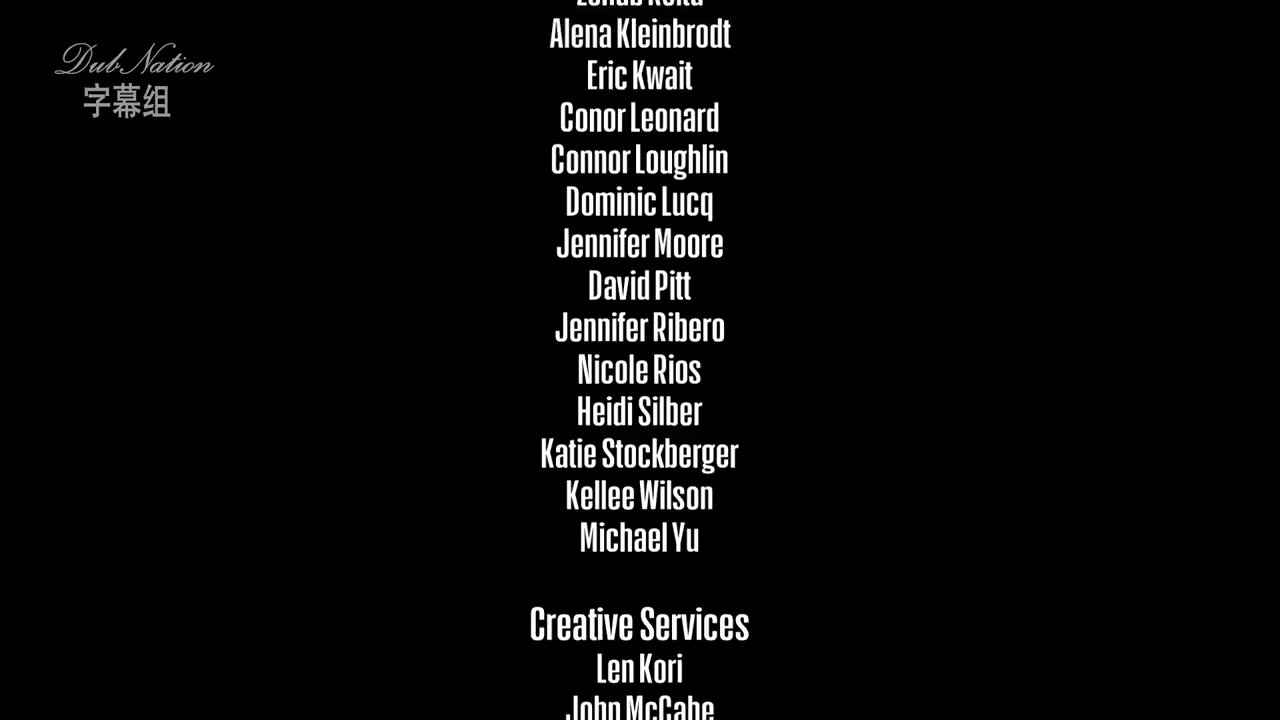 Dub Nation
字幕组
Alena Kleinbrodt
Eric Kwait
Conor Leonard
Connor Loughlin
Dominic Lucq
Jennifer Moore
David Pitt
Jennifer Ribero
Nicole Rios
Heidi Silber
Katie Stockberger
Kellee Wilson
Michael Yu
Creative Services
Len Kori
John McCabe